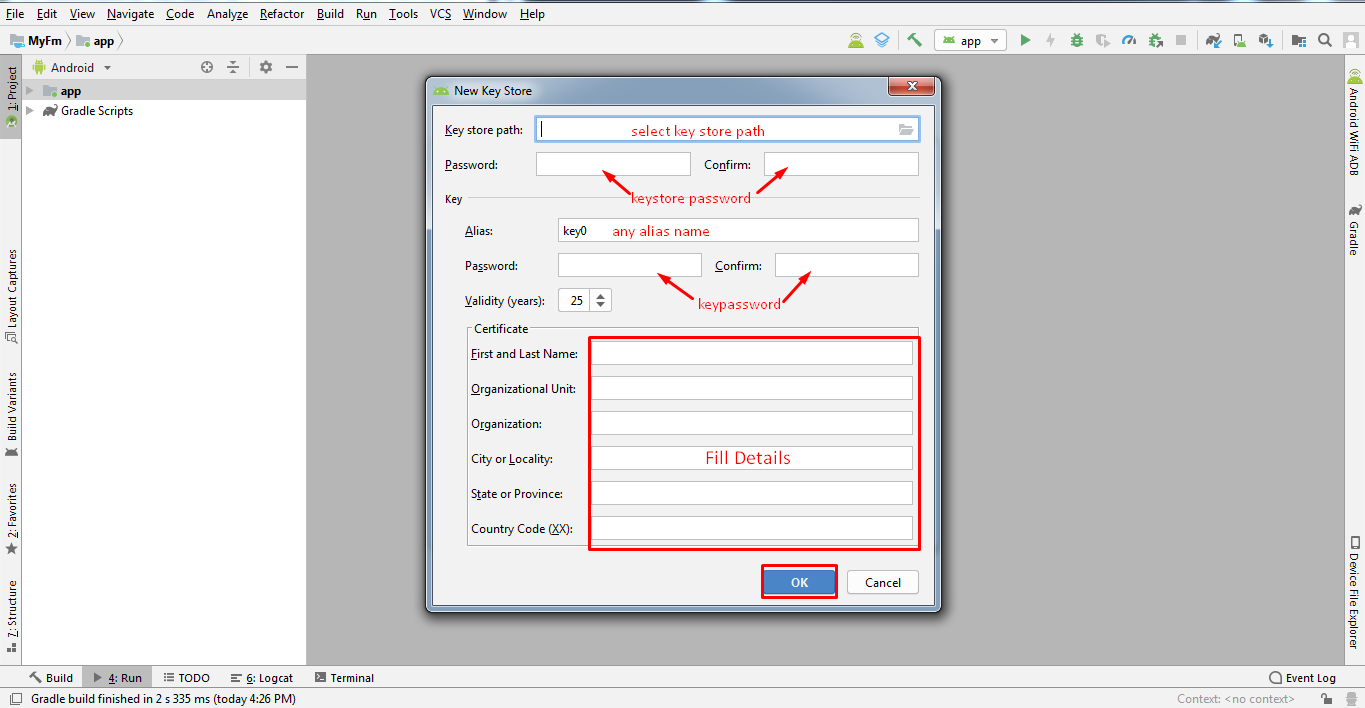 File Edit View Navigate Code Analyze Refactor Build Run Tools VCS Window Help
MyFm app app
1: Project
Android
app
Gradle Scripts
Layout Captures
Build Variants
2: Favorites
7: Structure
New Key Store
Key store path: select key store path
Password: Confirm:
keystore password
Key
Alias: key0 any alias name
Password: Confirm:
keypassword
Validity (years): 25
Certificate
First and Last Name:
Organizational Unit:
Organization:
City or Locality: Fill Details
State or Province:
Country Code (XX):
OK Cancel
Android WiFi ADB
Gradle
Device File Explorer
Build 4: Run TODO 6: Logcat Terminal Event Log
Gradle build finished in 2 s 335 ms (today 4:26 PM) Context: <no context>